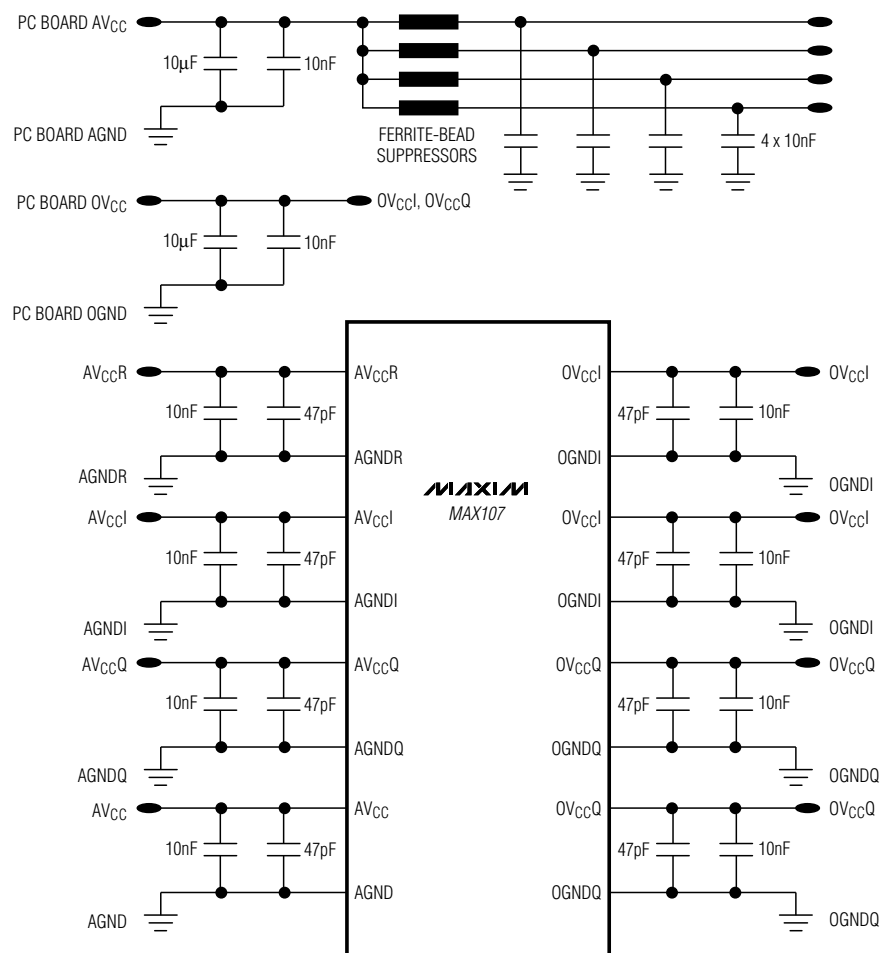 PC BOARD AVCC
10µF
10nF
PC BOARD AGND
FERRITE-BEAD
SUPPRESSORS
4 x 10nF
PC BOARD OVCC
OVCCI, OVCCQ
10µF
10nF
PC BOARD OGND
AVCCR
AVCCR
OVCCI
OVCCI
10nF
47pF
47pF
10nF
AGNDR
AGNDR
OGNDI
OGNDI
MAXIM
MAX107
AVCCI
AVCCI
OVCCI
OVCCI
10nF
47pF
47pF
10nF
AGNDI
AGNDI
OGNDI
OGNDI
AVCCQ
AVCCQ
OVCCQ
OVCCQ
10nF
47pF
47pF
10nF
AGNDQ
AGNDQ
OGNDQ
OGNDQ
AVCC
AVCC
OVCCQ
OVCCQ
10nF
47pF
47pF
10nF
AGND
AGND
OGNDQ
OGNDQ